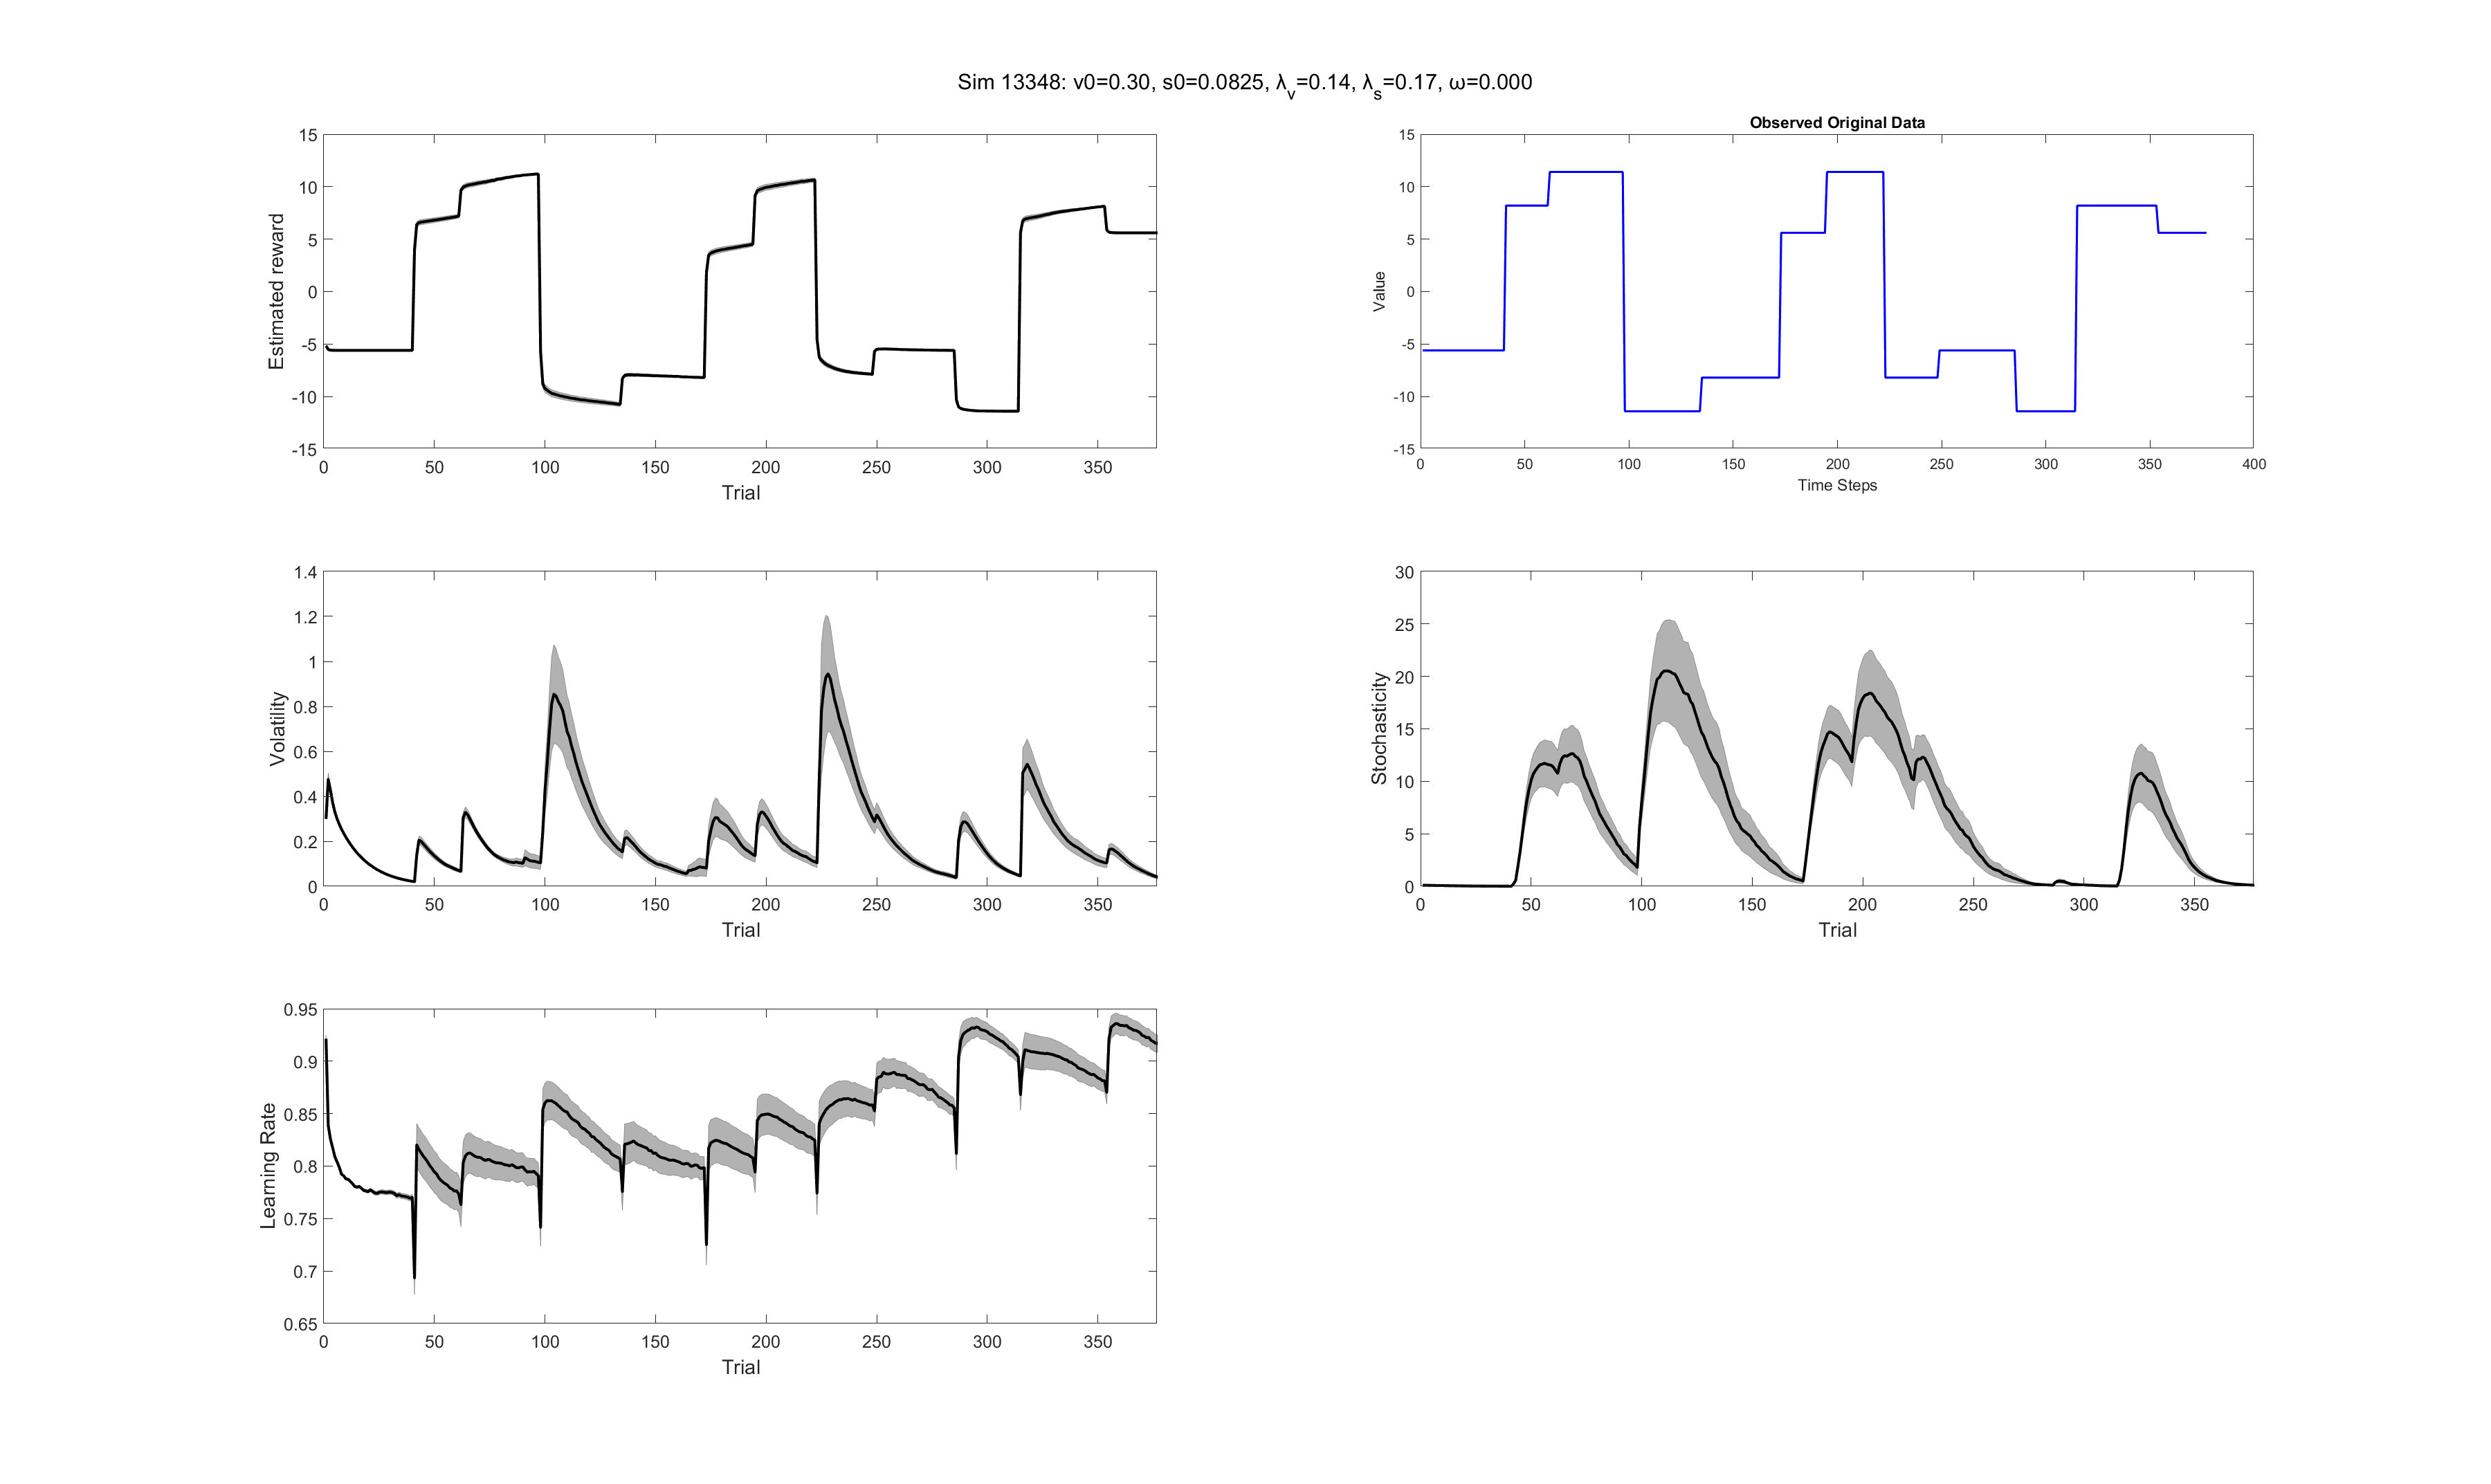 Sim 13348: v0=0.30, s0=0.0825, λv=0.14, λs=0.17, ω=0.000
15
10
5
0
-5
-10
-15
Estimated reward
0 50 100 150 200 250 300 350
Trial
Observed Original Data
15
10
5
0
-5
-10
-15
Value
0 50 100 150 200 250 300 350 400
Time Steps
1.4
1.2
1
0.8
0.6
0.4
0.2
0
Volatility
0 50 100 150 200 250 300 350
Trial
30
25
20
15
10
5
0
Stochasticity
0 50 100 150 200 250 300 350
Trial
0.95
0.9
0.85
0.8
0.75
0.7
0.65
Learning Rate
0 50 100 150 200 250 300 350
Trial